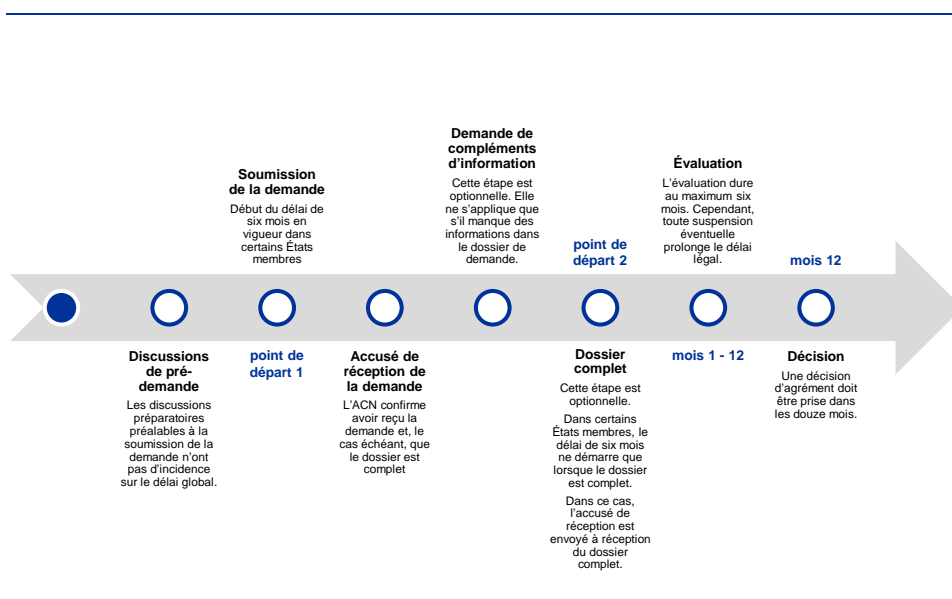 Discussions
de pré-
demande
Les discussions
préparatoires
préalables à la
soumission de la
demande n'ont
pas d'incidence
sur le délai global.
Soumission
de la demande
Début du délai de
six mois en
vigueur dans
certains États
membres
point de
départ 1
Accusé de
réception de
la demande
L'ACN confirme
avoir reçu la
demande et, le
cas échéant, que
le dossier est
complet
Demande de
compléments
d'information
Cette étape est
optionnelle. Elle
ne s'applique que
s'il manque des
informations dans
le dossier de
demande.
point de
départ 2
Dossier
complet
Cette étape est
optionnelle.
Dans certains
États membres, le
délai de six mois
ne démarre que
lorsque le dossier
est complet.
Dans ce cas,
l'accusé de
réception est
envoyé à réception
du dossier
complet.
Évaluation
L'évaluation dure
au maximum six
mois. Cependant,
toute suspension
éventuelle
prolonge le délai
légal.
mois 1 - 12
mois 12
Décision
Une décision
d'agrément doit
être prise dans
les douze mois.